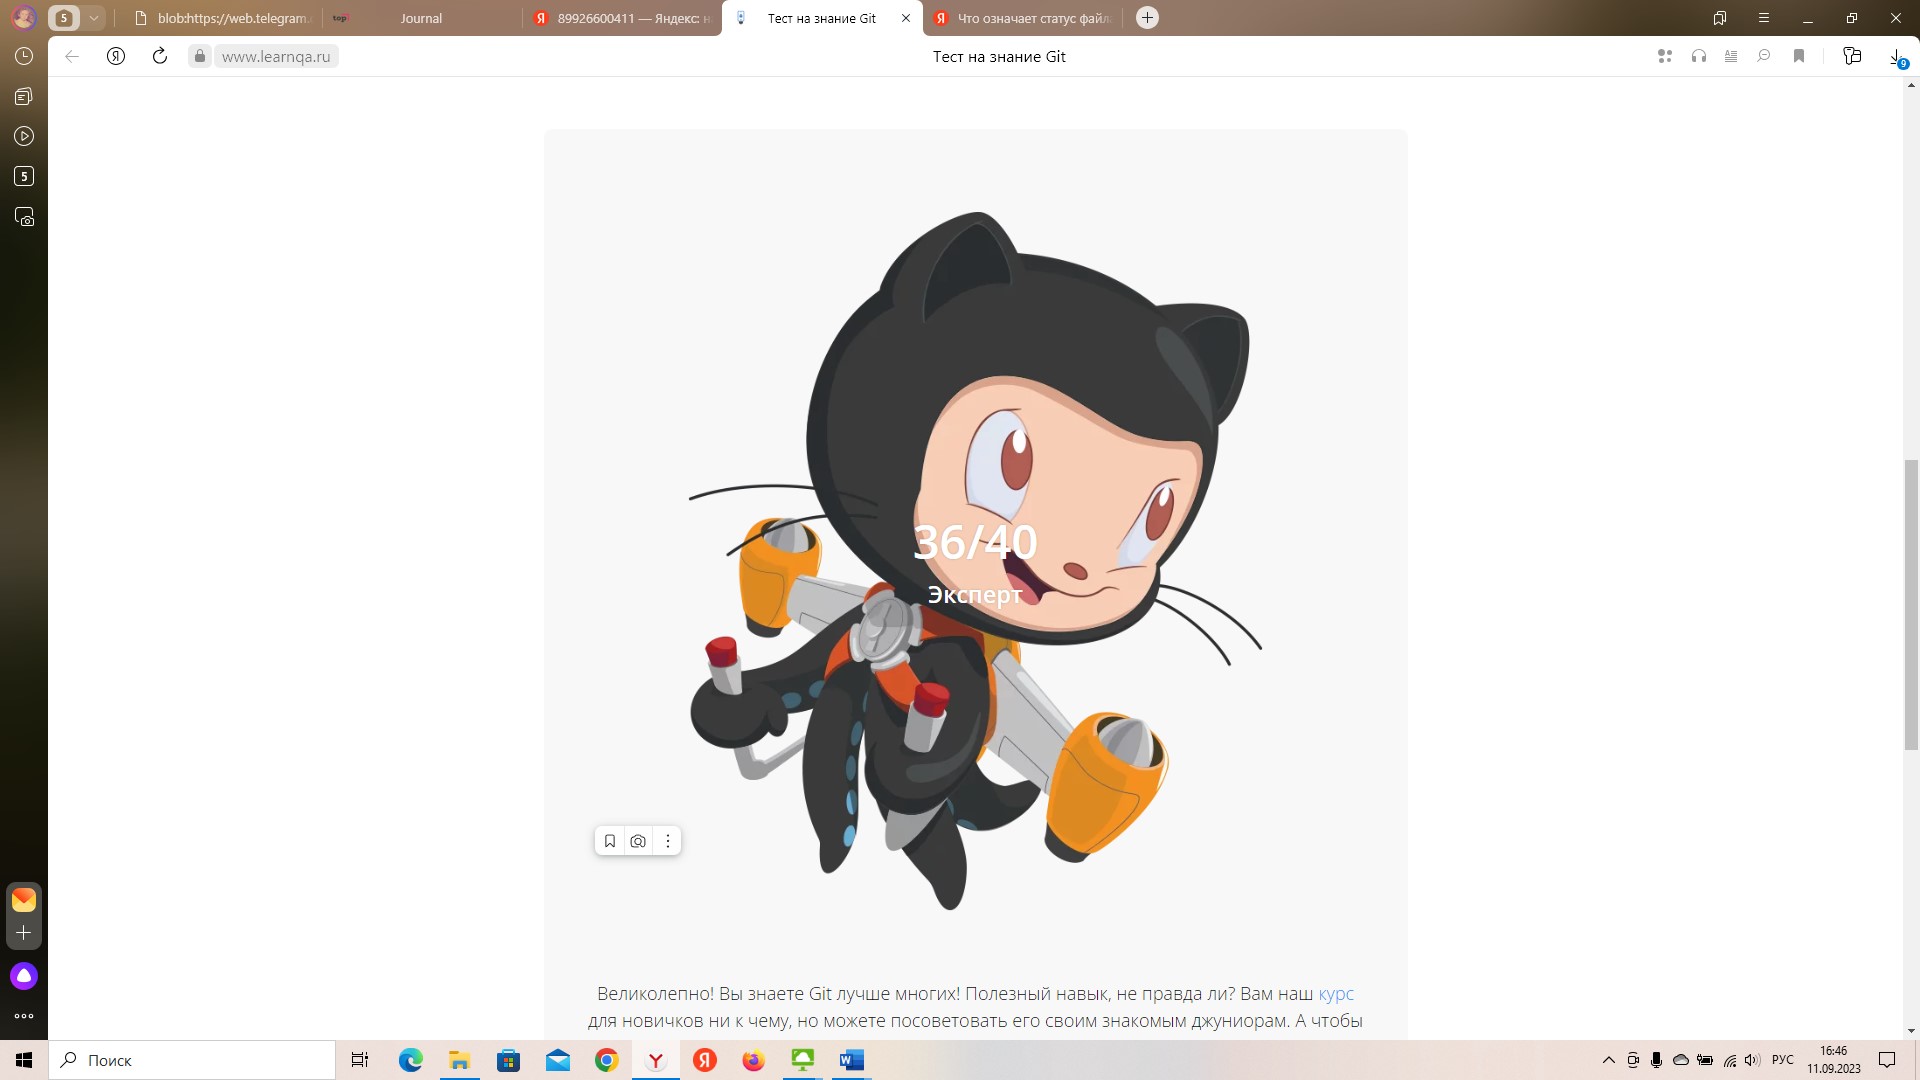 5
blob:https://web.telegram.
top
Journal
89926600411 — Яндекс: н
Тест на знание Git
Что означает статус файл
www.learnqa.ru
Тест на знание Git
9
5
36/40
Эксперт
Великолепно! Вы знаете Git лучше многих! Полезный навык, не правда ли? Вам наш курс
для новичков ни к чему, но можете посоветовать его своим знакомым джуниорам. А чтобы
Поиск
РУС
16:46
11.09.2023